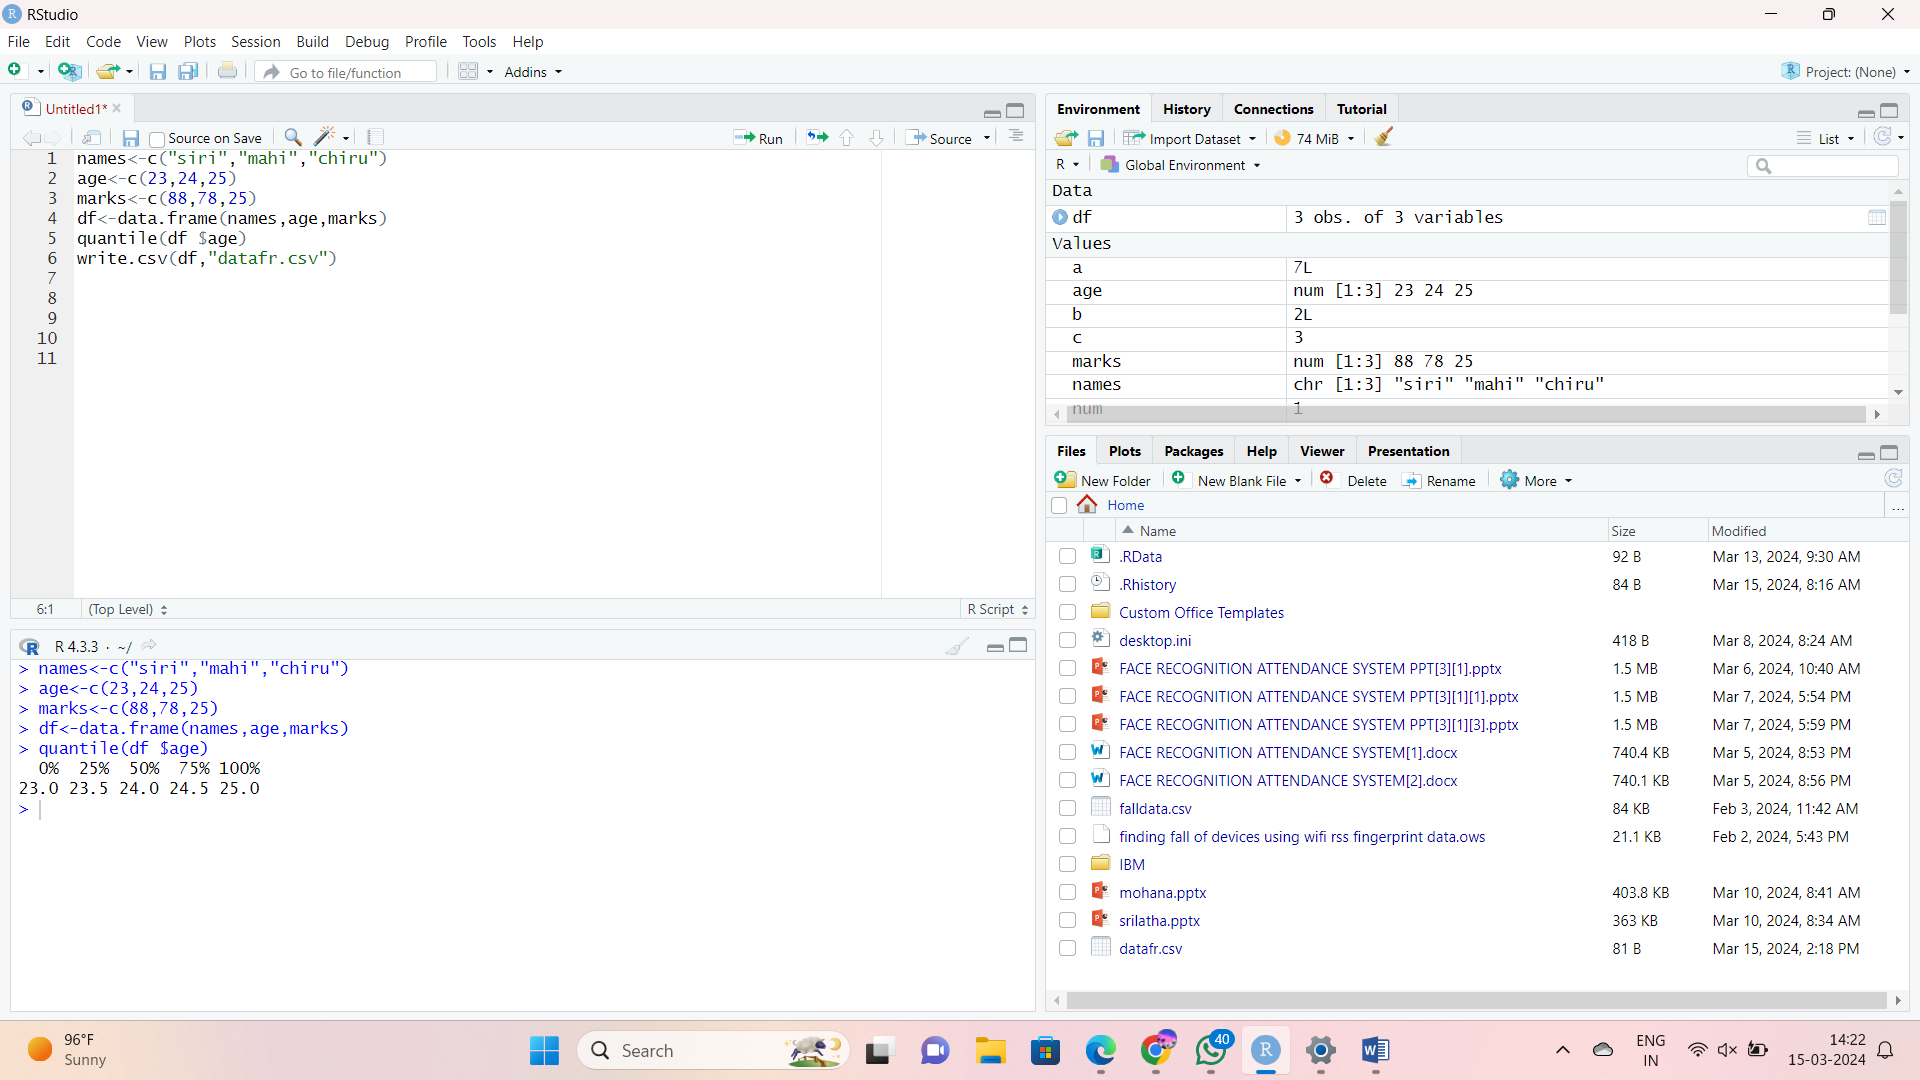 RStudio
File Edit Code View Plots Session Build Debug Profile Tools Help
Go to file/function Addins Project: (None)
Untitled1*
Source on Save Run Source
1 names<-c("siri","mahi","chiru")
2 age<-c(23,24,25)
3 marks<-c(88,78,25)
4 df<-data.frame(names,age,marks)
5 quantile(df $age)
6 write.csv(df,"datafr.csv")
7
8
9
10
11
6:1 (Top Level) R Script
R 4.3.3 · ~/
> names<-c("siri","mahi","chiru")
> age<-c(23,24,25)
> marks<-c(88,78,25)
> df<-data.frame(names,age,marks)
> quantile(df $age)
0% 25% 50% 75% 100%
23.0 23.5 24.0 24.5 25.0
>
Environment History Connections Tutorial
Import Dataset 74 MiB List
R Global Environment
Data
df 3 obs. of 3 variables
Values
a 7L
age num [1:3] 23 24 25
b 2L
c 3
marks num [1:3] 88 78 25
names chr [1:3] "siri" "mahi" "chiru"
num 1
Files Plots Packages Help Viewer Presentation
New Folder New Blank File Delete Rename More
Home ...
Name Size Modified
.RData 92 B Mar 13, 2024, 9:30 AM
.Rhistory 84 B Mar 15, 2024, 8:16 AM
Custom Office Templates
desktop.ini 418 B Mar 8, 2024, 8:24 AM
FACE RECOGNITION ATTENDANCE SYSTEM PPT[3][1].pptx 1.5 MB Mar 6, 2024, 10:40 AM
FACE RECOGNITION ATTENDANCE SYSTEM PPT[3][1][1].pptx 1.5 MB Mar 7, 2024, 5:54 PM
FACE RECOGNITION ATTENDANCE SYSTEM PPT[3][1][3].pptx 1.5 MB Mar 7, 2024, 5:59 PM
FACE RECOGNITION ATTENDANCE SYSTEM[1].docx 740.4 KB Mar 5, 2024, 8:53 PM
FACE RECOGNITION ATTENDANCE SYSTEM[2].docx 740.1 KB Mar 5, 2024, 8:56 PM
falldata.csv 84 KB Feb 3, 2024, 11:42 AM
finding fall of devices using wifi rss fingerprint data.ows 21.1 KB Feb 2, 2024, 5:43 PM
IBM
mohana.pptx 403.8 KB Mar 10, 2024, 8:41 AM
srilatha.pptx 363 KB Mar 10, 2024, 8:34 AM
datafr.csv 81 B Mar 15, 2024, 2:18 PM
96°F
Sunny
Search
40
ENG
IN
14:22
15-03-2024